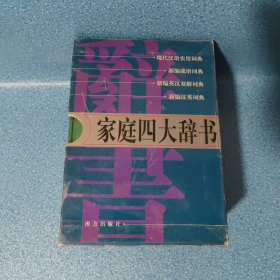 现代汉语实用词典
新编成语词典
新编英汉双解词典
新编汉英词典
家庭四大辞书
南方出版社
辭書